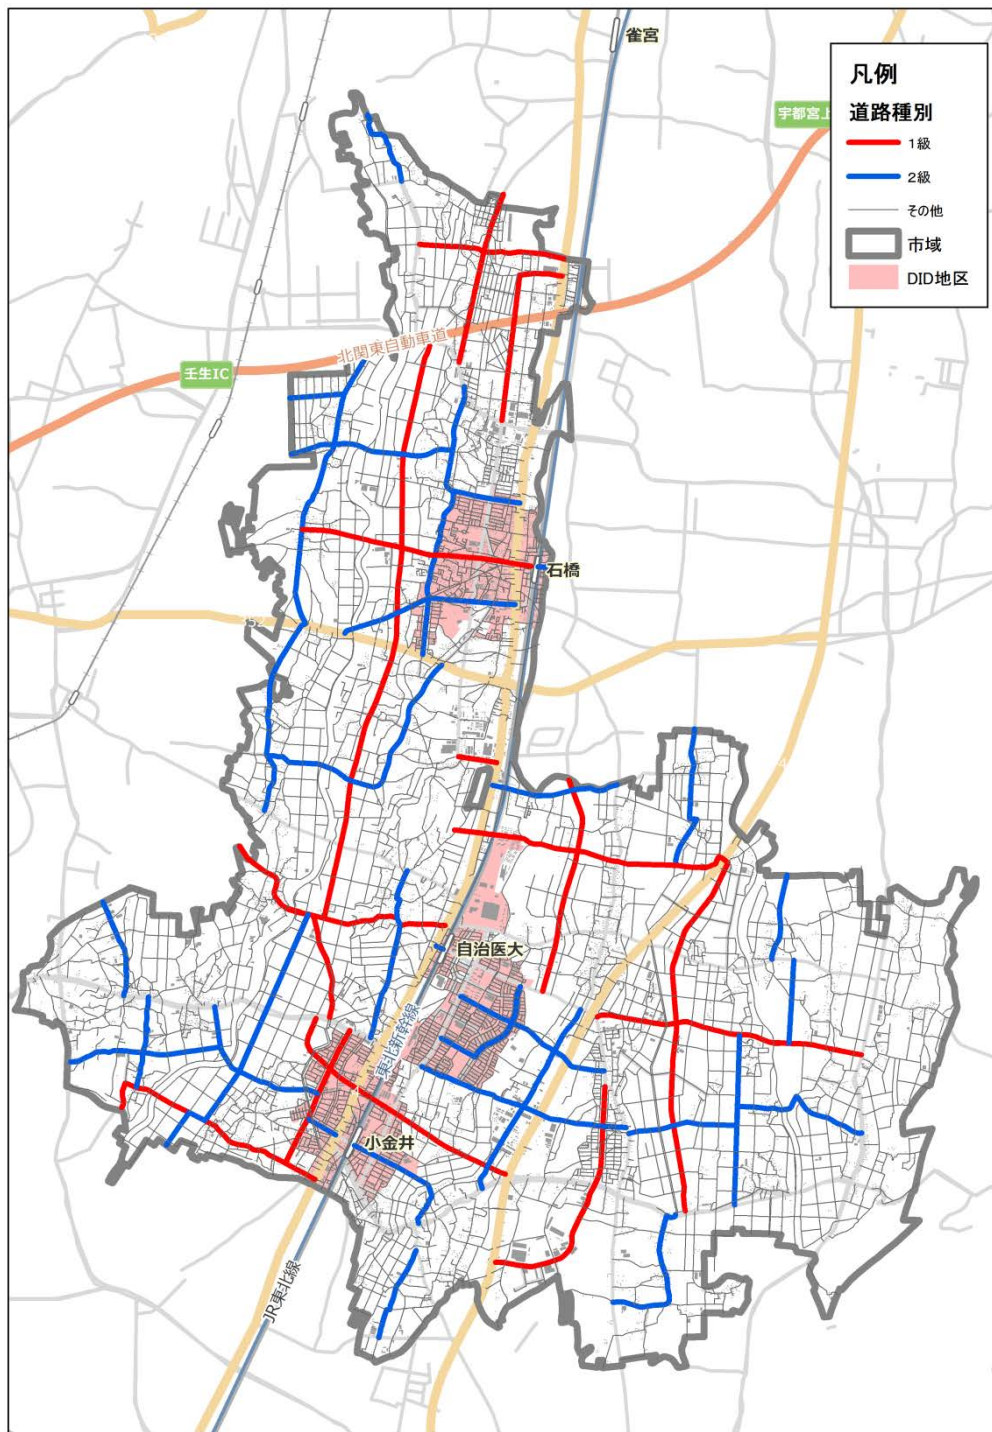 雀宮
凡例
道路種別
1級
2級
その他
市域
DID地区
宇都宮上
北関東自動車道
壬生IC
石橋
自治医大
東北新幹線
小金井
JR東北線